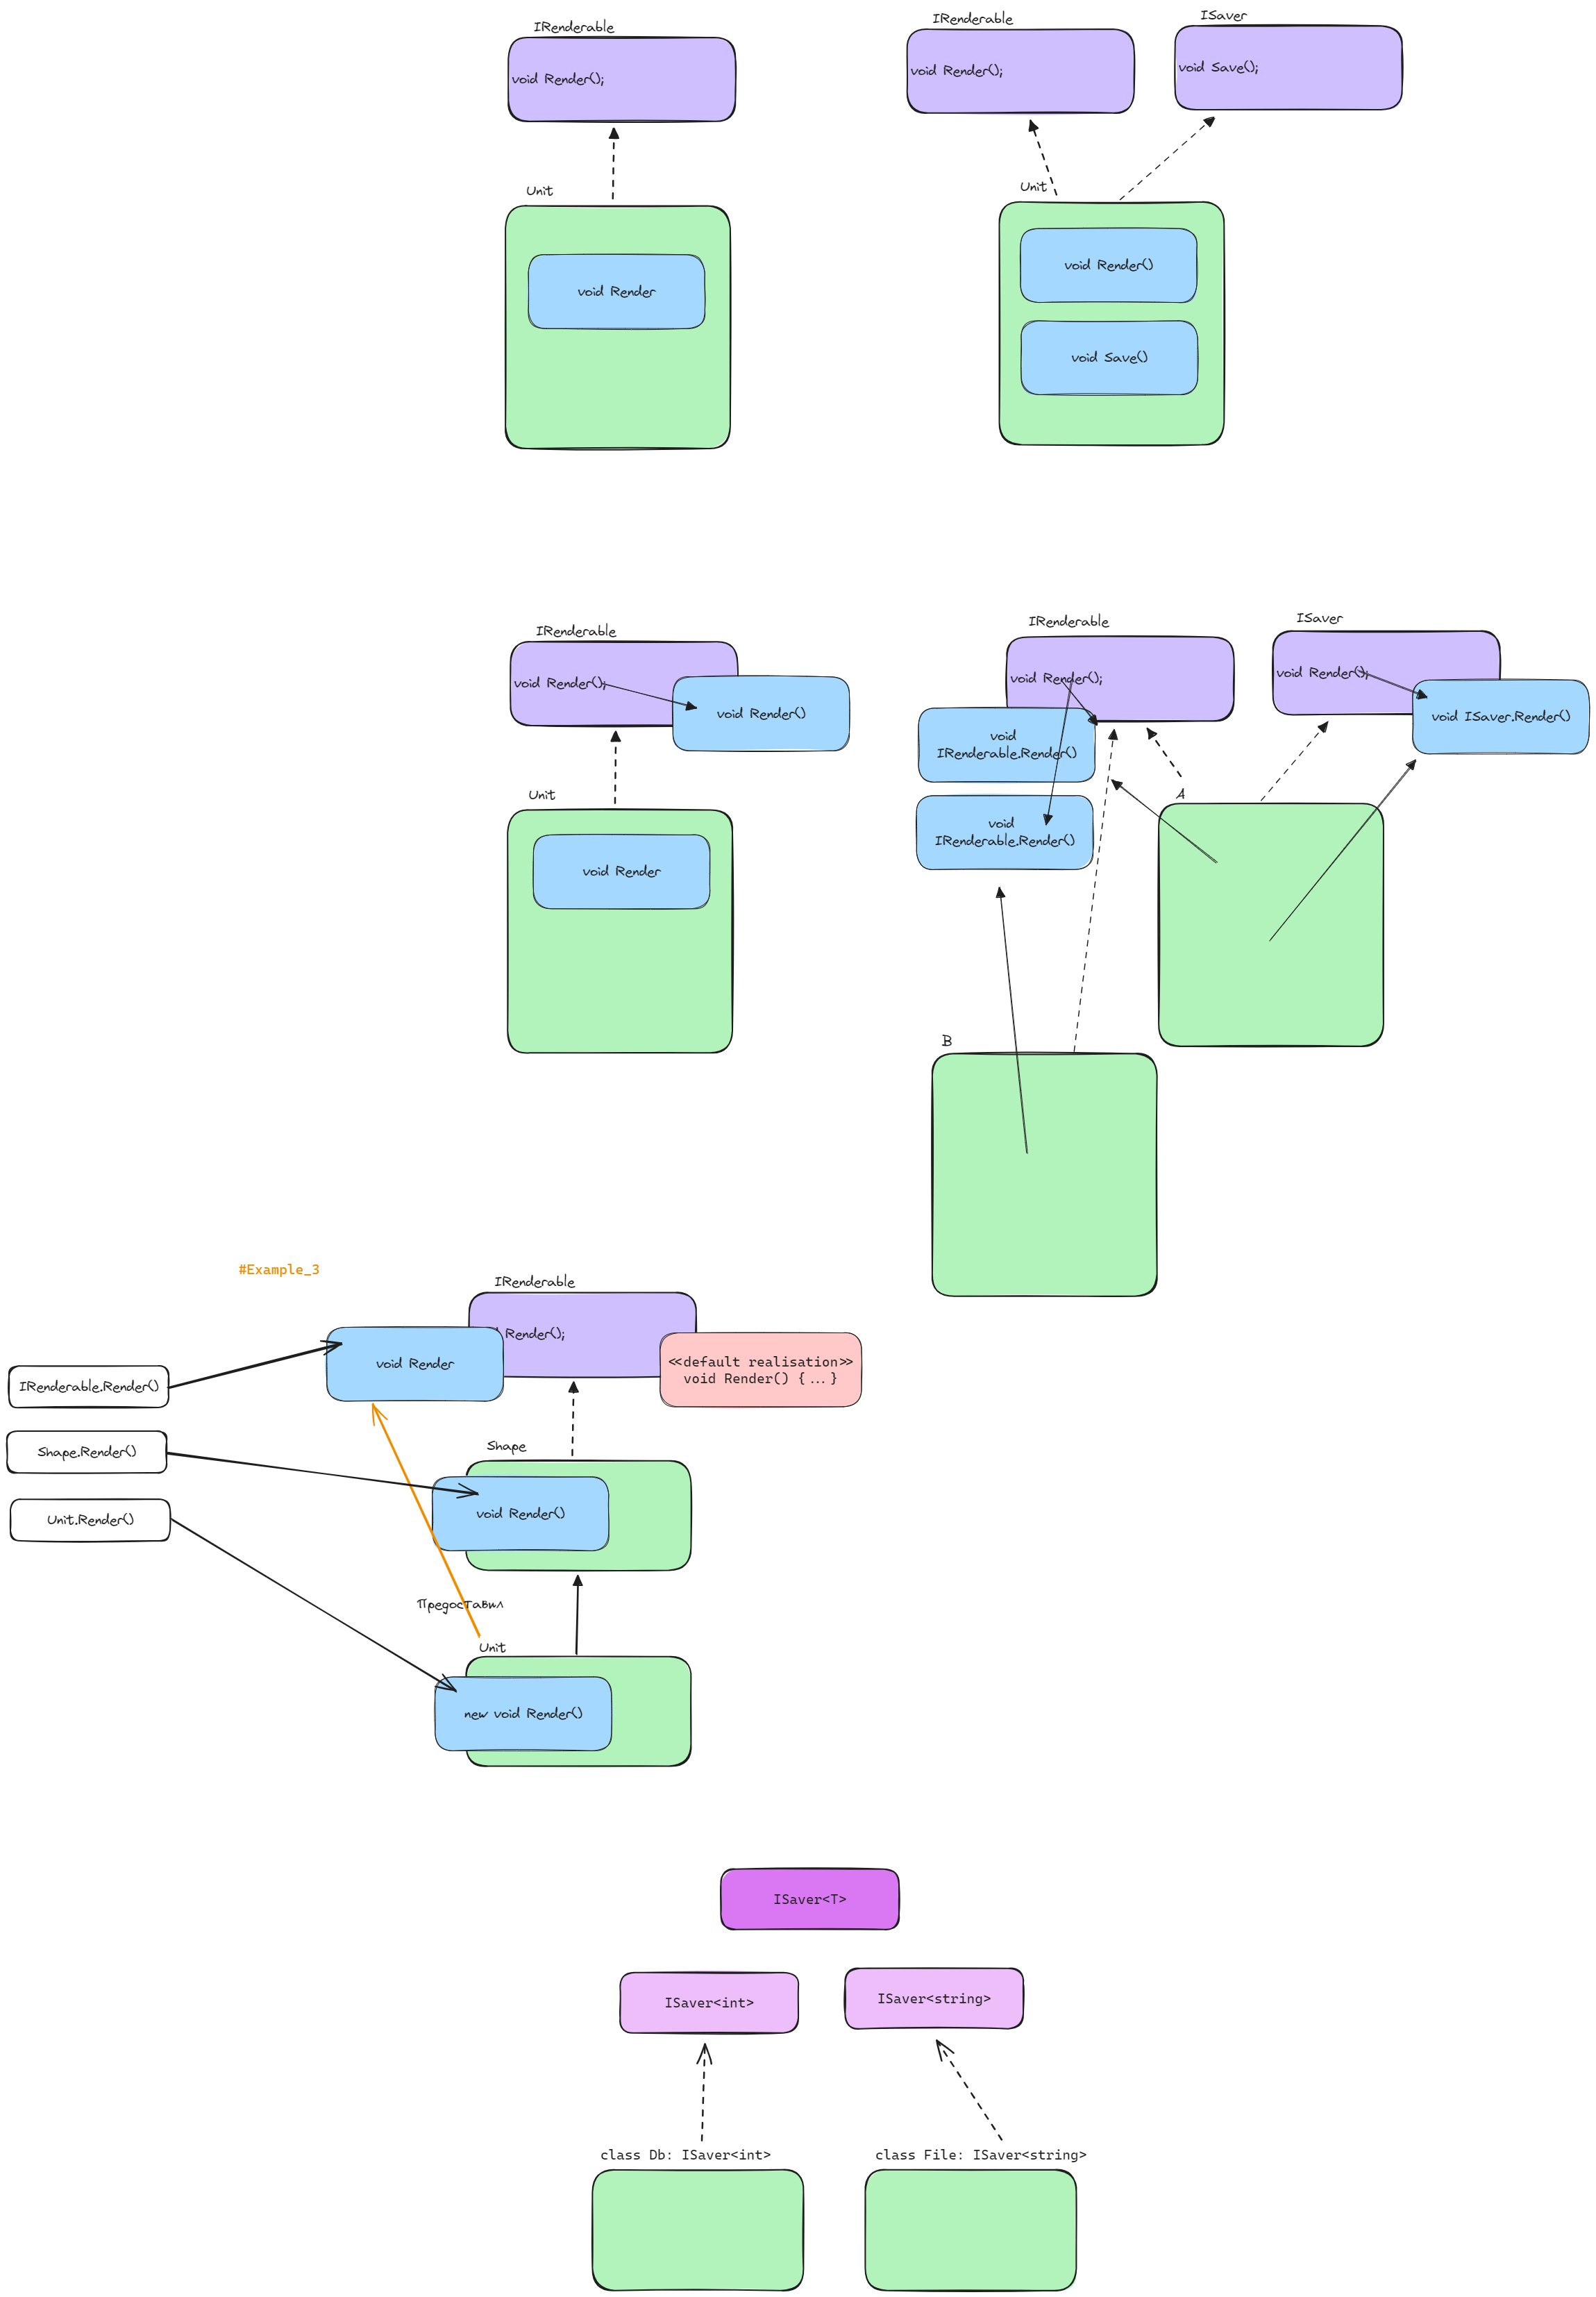 IRenderable
void Render();
Unit
void Render
IRenderable
ISaver
void Render();
void Save();
Unit
void Render()
void Save()
IRenderable
void Render();
void Render()
Unit
void Render
IRenderable
ISaver
void Render();
void Render();
void ISaver.Render()
void
IRenderable.Render()
void
IRenderable.Render()
A
B
#Example_3
IRenderable
Render();
void Render
<<default realisation>>
void Render() {...}
IRenderable.Render()
Shape.Render()
Unit.Render()
Shape
void Render()
Предоставил
Unit
new void Render()
ISaver<T>
ISaver<int>
ISaver<string>
class Db: ISaver<int>
class File: ISaver<string>